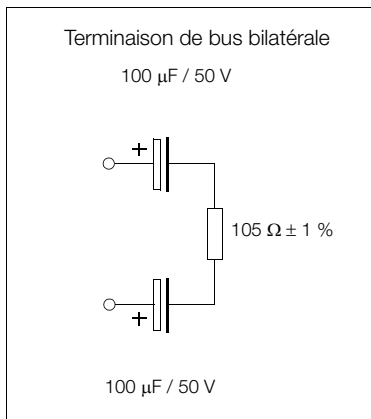 Terminaison de bus bilatérale
100 µF / 50 V
+
105 Ω ± 1 %
+
100 µF / 50 V